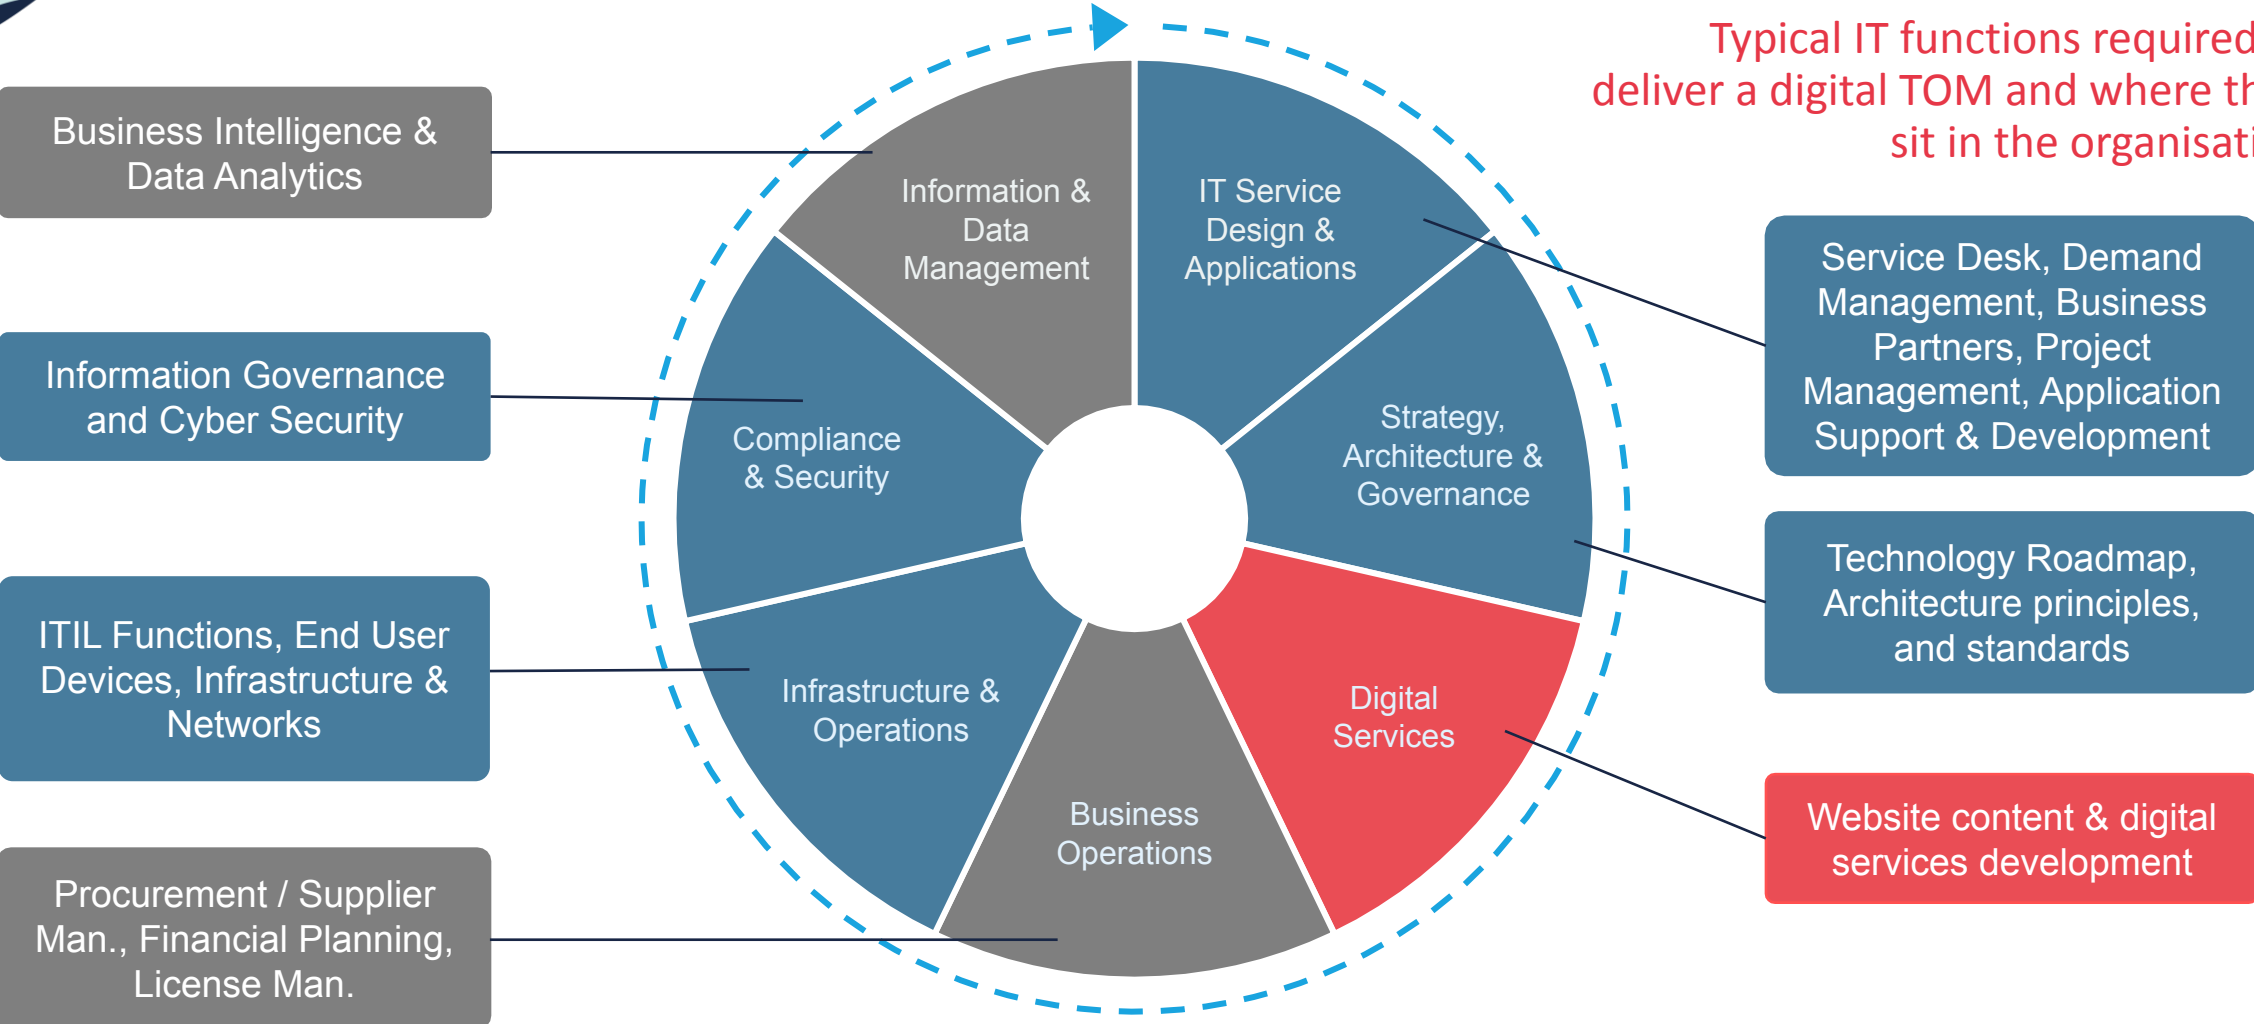 Typical IT functions required
deliver a digital TOM and where th
sit in the organisati
Business Intelligence &
Data Analytics
Information Governance
and Cyber Security
ITIL Functions, End User
Devices, Infrastructure &
Networks
Procurement / Supplier
Man., Financial Planning,
License Man.
Information &
Data
Management
IT Service
Design &
Applications
Compliance
& Security
Strategy,
Architecture &
Governance
Infrastructure &
Operations
Digital
Services
Business
Operations
Service Desk, Demand
Management, Business
Partners, Project
Management, Application
Support & Development
Technology Roadmap,
Architecture principles,
and standards
Website content & digital
services development